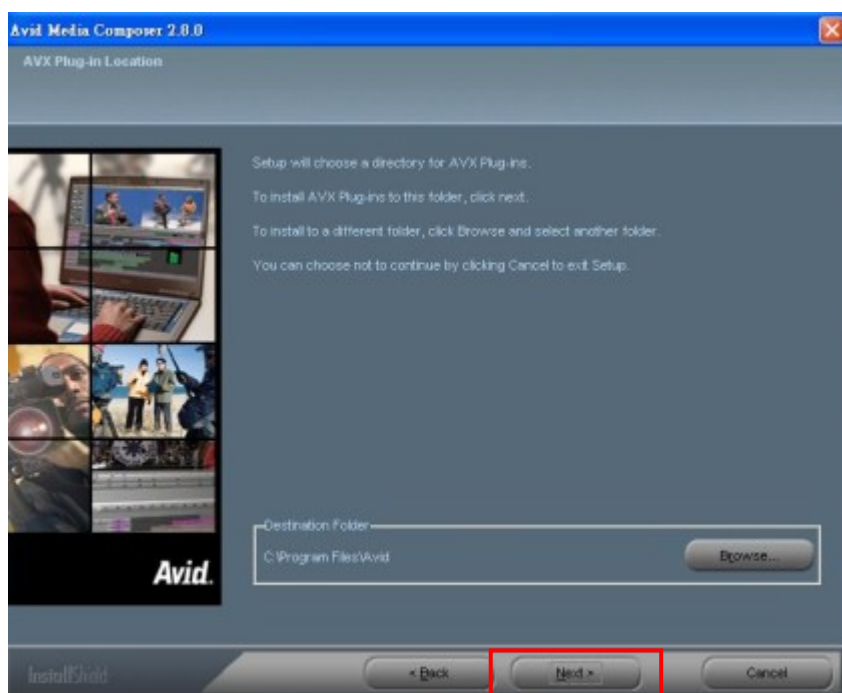 Avid Media Composer 2.8.0
AVX Plug-in Location
Setup will choose a directory for AVX Plug-ins.
To install AVX Plug-ins to this folder, click next.
To install to a different folder, click Browse and select another folder.
You can choose not to continue by clicking Cancel to exit Setup.
Avid.
Destination Folder
C:\Program Files\Avid
Browse...
InstallShield
< Back
Next >
Cancel